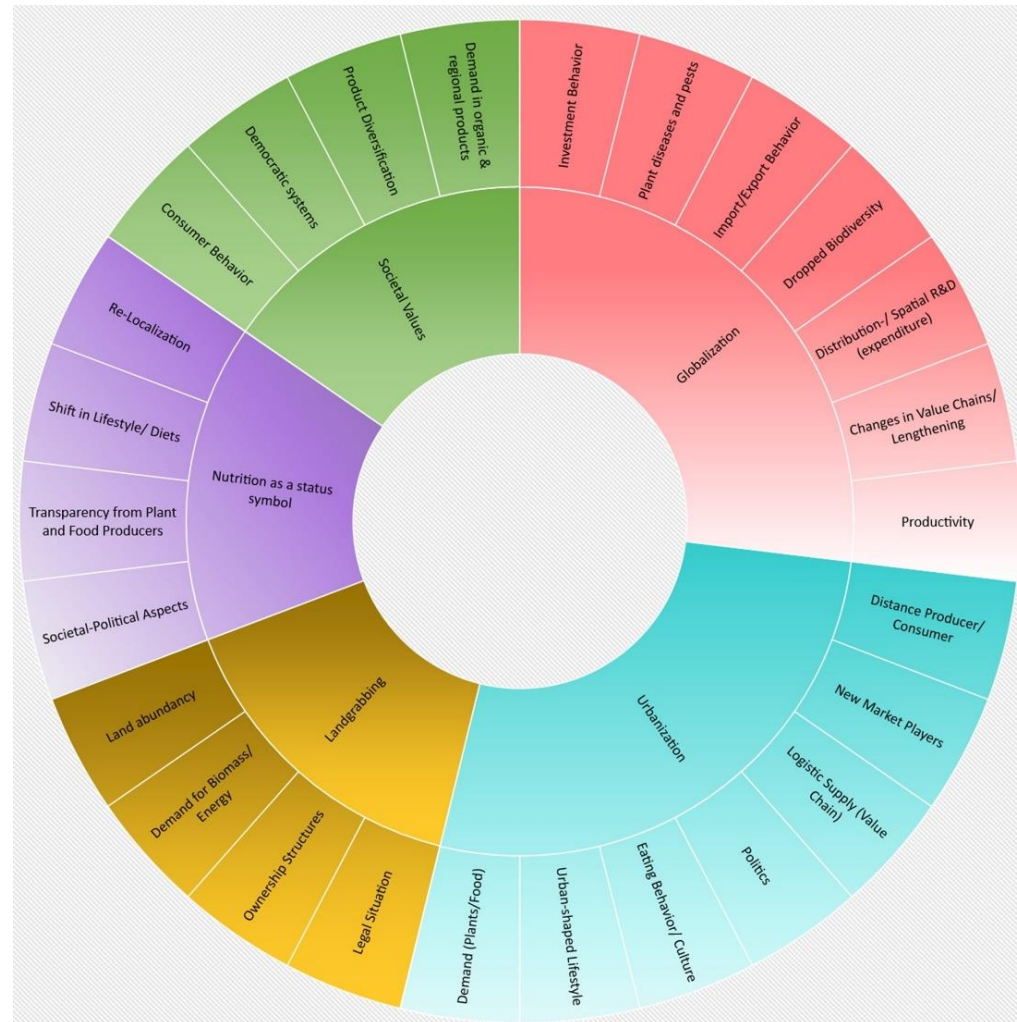 Globalization
Investment Behavior
Plant diseases and pests
Import/Export Behavior
Dropped Biodiversity
Distribution-/ Spatial R&D
(expenditure)
Changes in Value Chains/
Lengthening
Productivity
Urbanization
Distance Producer/
Consumer
New Market Players
Logistic Supply (Value
Chain)
Politics
Eating Behavior/ Culture
Urban-shaped Lifestyle
Demand (Plants/Food)
Landgrabbing
Legal Situation
Ownership Structures
Demand for Biomass/
Energy
Land abundancy
Nutrition as a status
symbol
Societal-Political Aspects
Transparency from Plant
and Food Producers
Shift in Lifestyle/ Diets
Re-Localization
Societal Values
Consumer Behavior
Democratic systems
Product Diversification
Demand in organic &
regional products